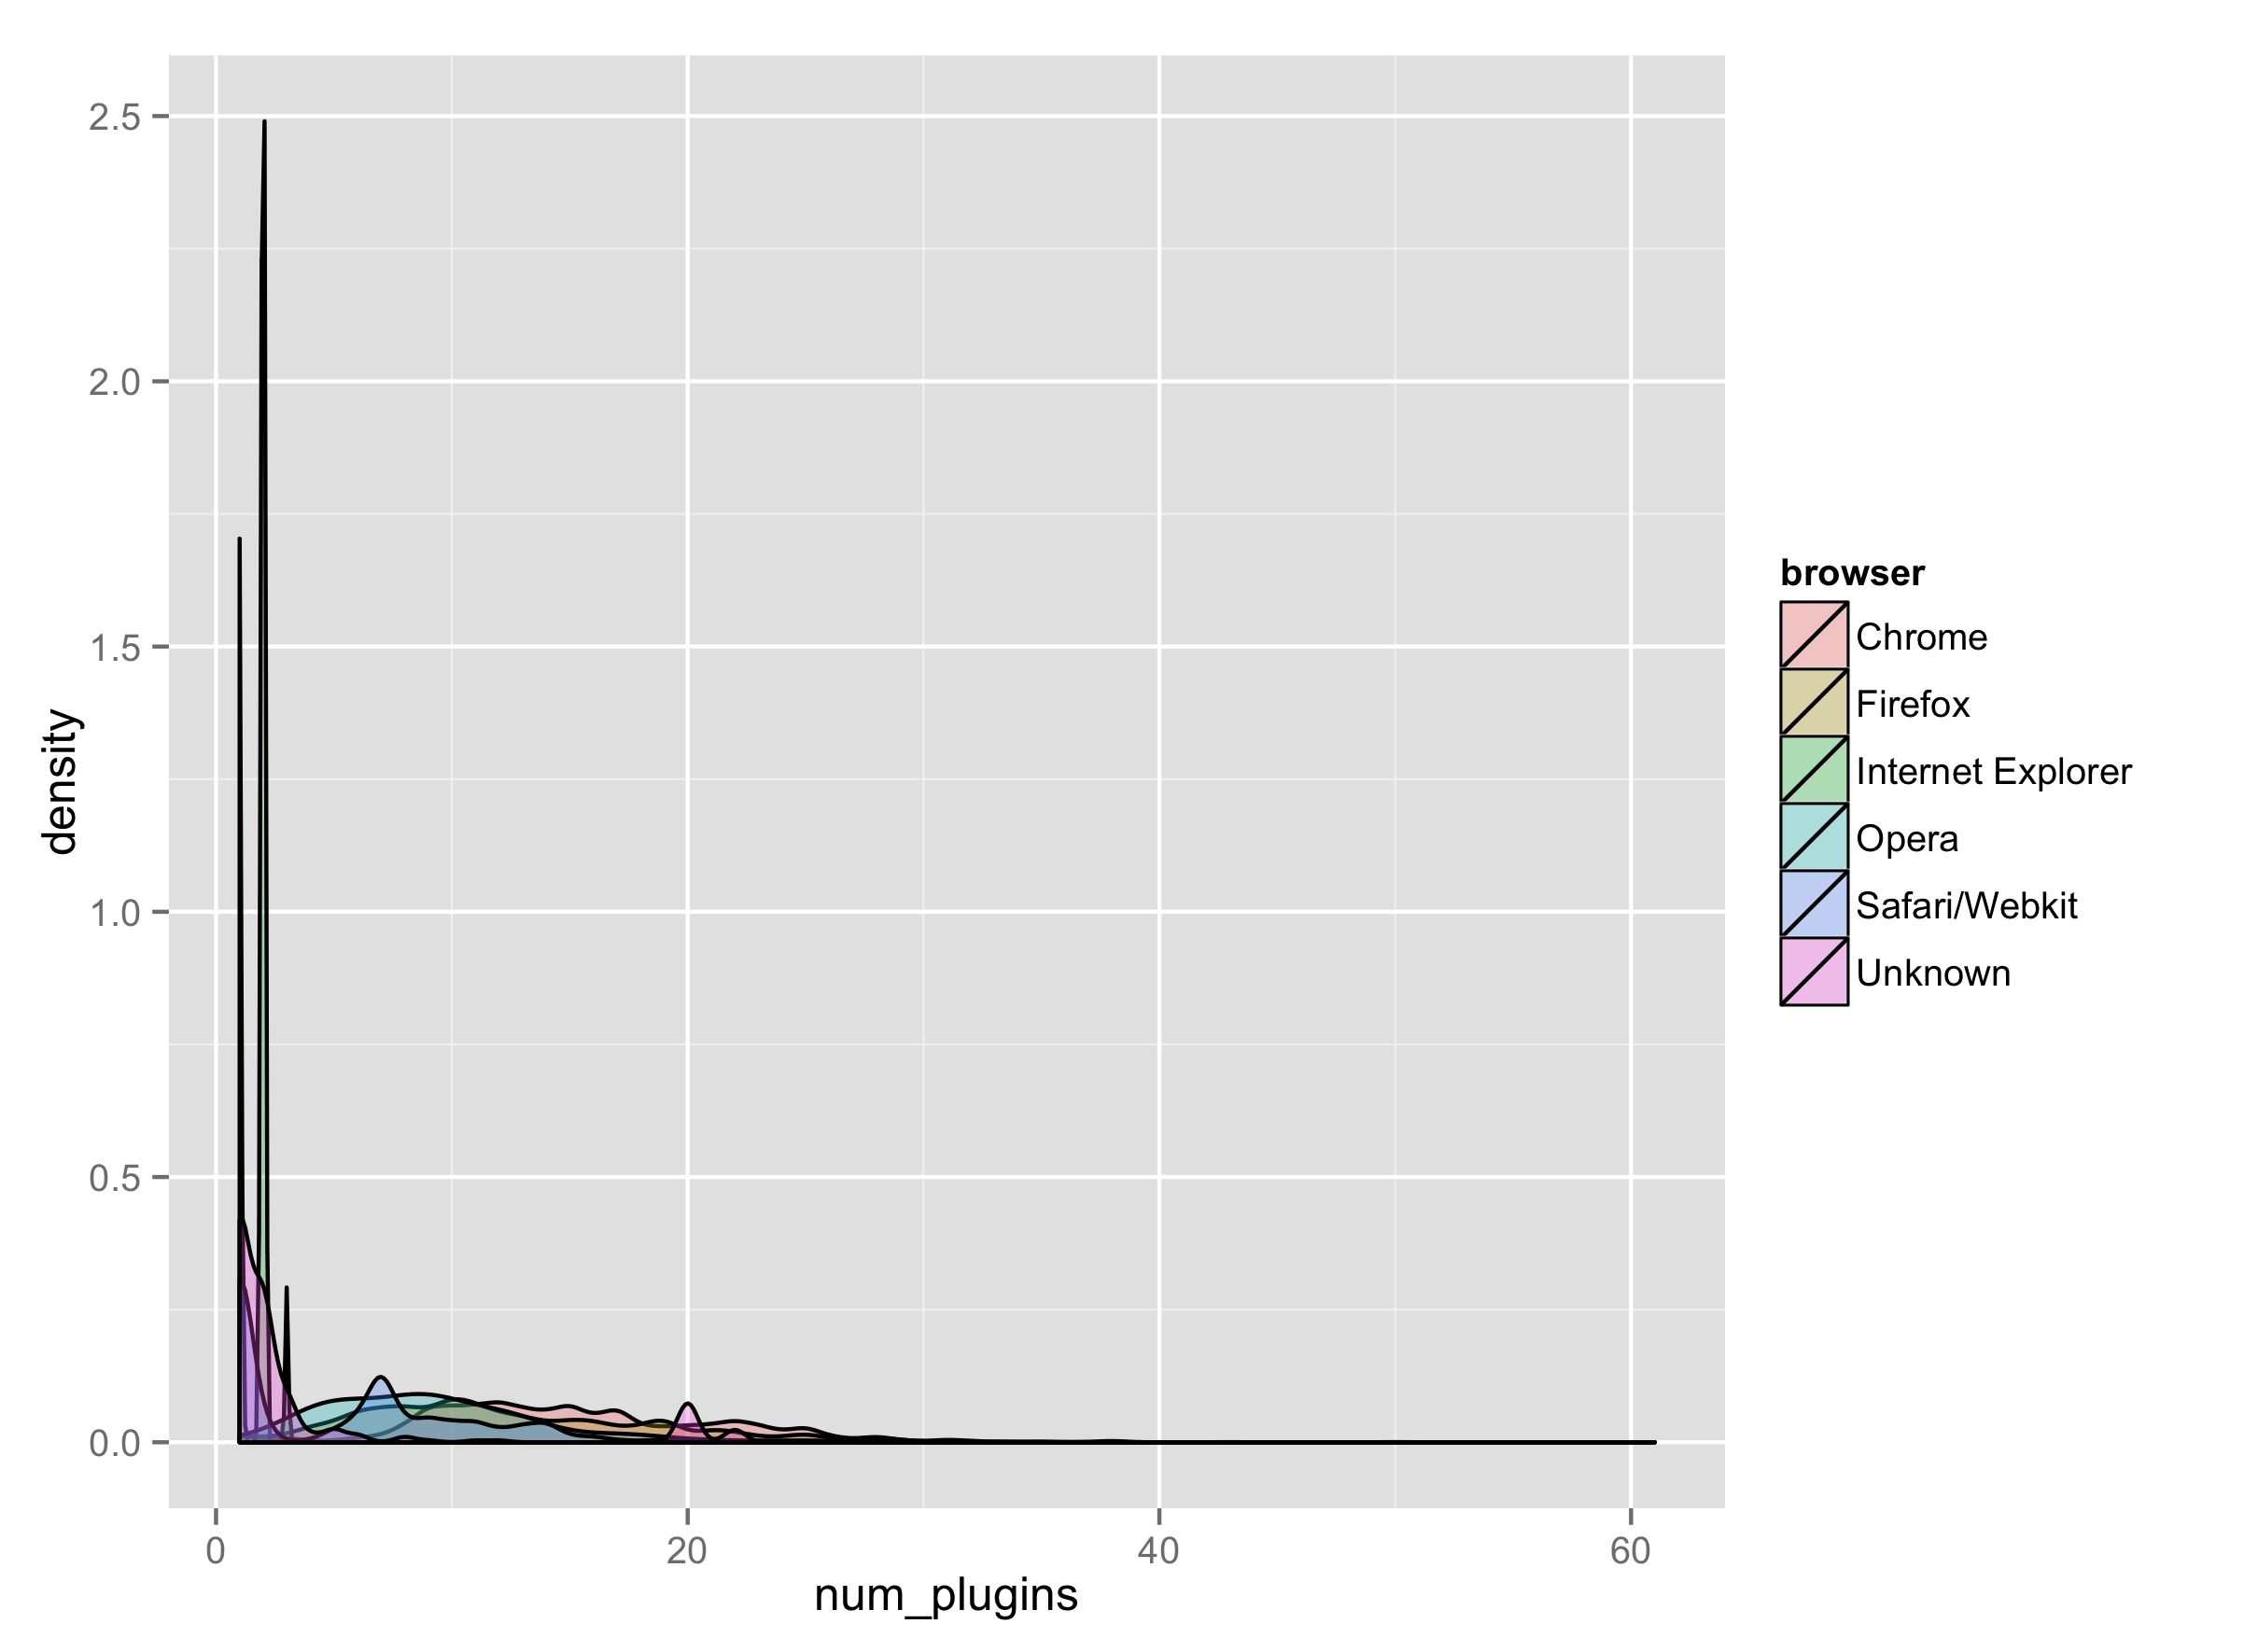 density
2.5
2.0
1.5
1.0
0.5
0.0
0
20
40
60
num_plugins
browser
Chrome
Firefox
Internet Explorer
Opera
Safari/Webkit
Unknown